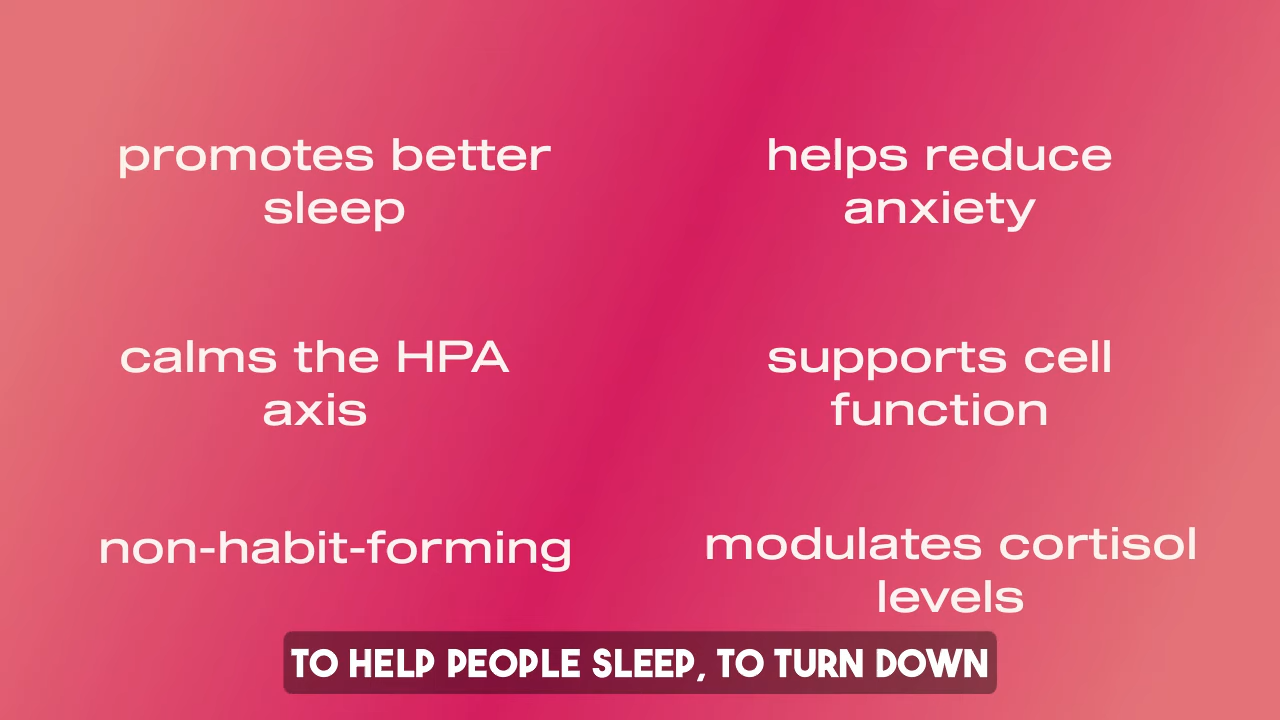 promotes better
sleep
helps reduce
anxiety
calms the HPA
axis
supports cell
function
non-habit-forming
modulates cortisol
levels
TO HELP PEOPLE SLEEP, TO TURN DOWN